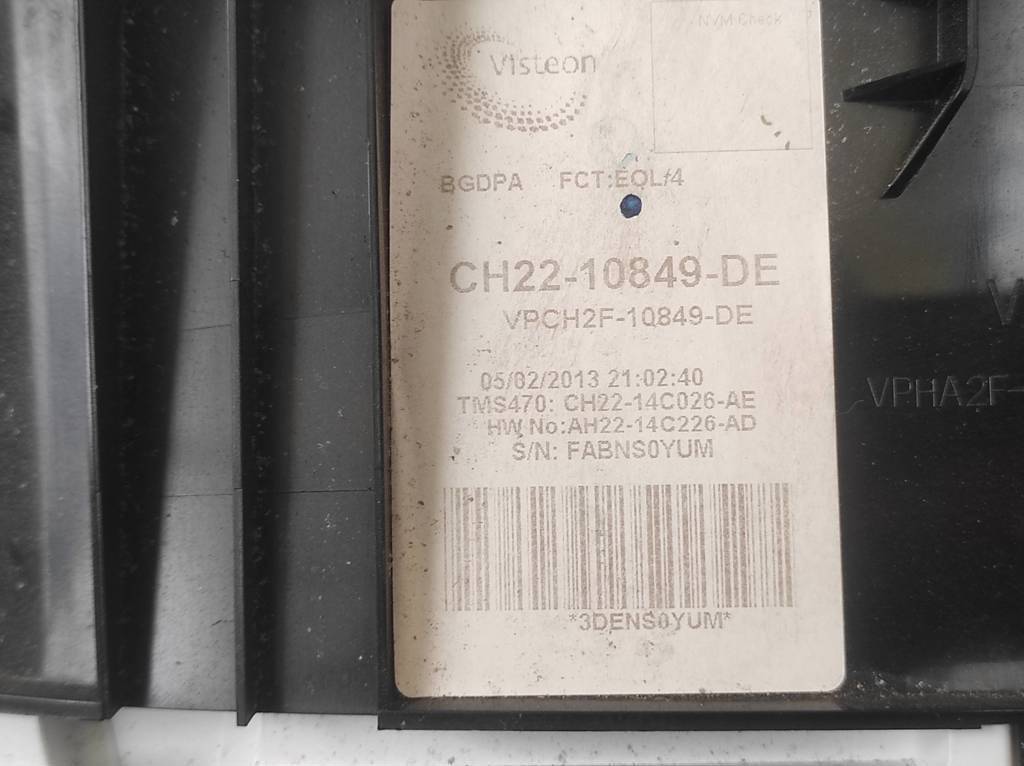 NVM Check
Visteon
BGDPA FCT:EOL#4
CH22-10849-DE
VPCH2F-10849-DE
05/02/2013 21:02:40
TMS470: CH22-14C026-AE
HW No:AH22-14C226-AD
S/N: FABNS0YUM
*3DENS0YUM*
V
VPHA2F-